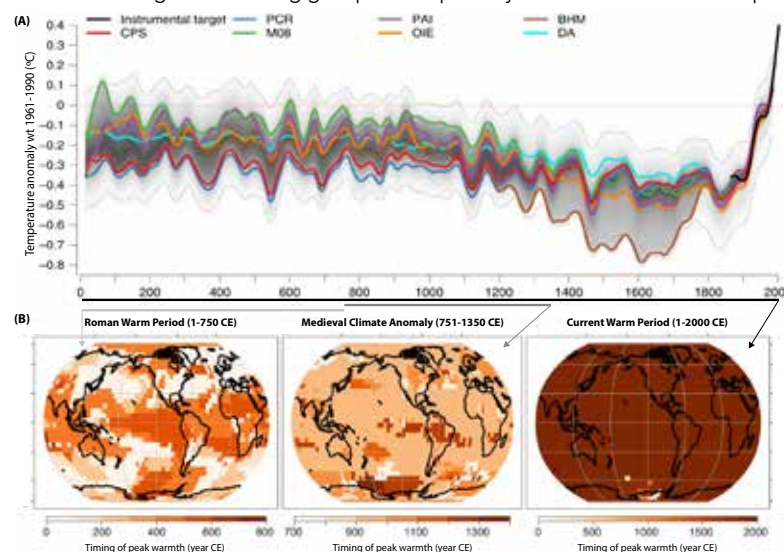 (A)
Instrumental target PCR PAI BHM
CPS M08 OIE DA
Temperature anomaly wt 1961-1990 (ºC)
0.4
0.3
0.2
0.1
0
−0.1
−0.2
−0.3
−0.4
−0.5
−0.6
−0.7
−0.8
0 200 400 600 800 1000 1200 1400 1600 1800 200
(B)
Roman Warm Period (1-750 CE) Medieval Climate Anomaly (751-1350 CE) Current Warm Period (1-2000 CE)
0 200 400 600 800 700 900 1100 1300 0 500 1000 1500 2000
Timing of peak warmth (year CE) Timing of peak warmth (year CE) Timing of peak warmth (year CE)